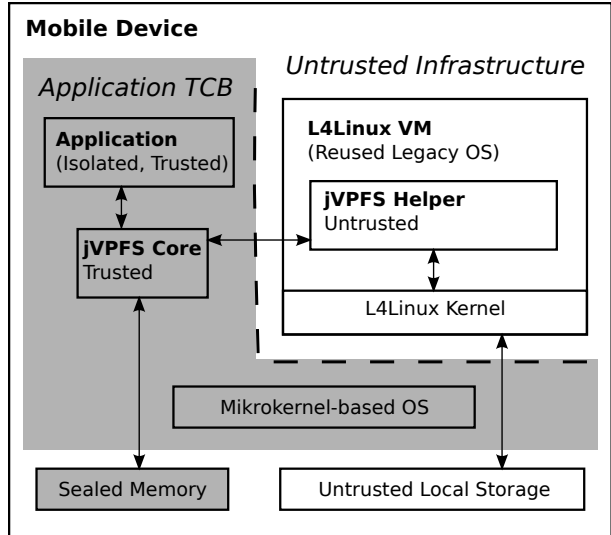 Mobile Device
Application TCB
Untrusted Infrastructure
Application
(Isolated, Trusted)
L4Linux VM
(Reused Legacy OS)
jVPFS Helper
Untrusted
jVPFS Core
Trusted
L4Linux Kernel
Mikrokernel-based OS
Sealed Memory
Untrusted Local Storage